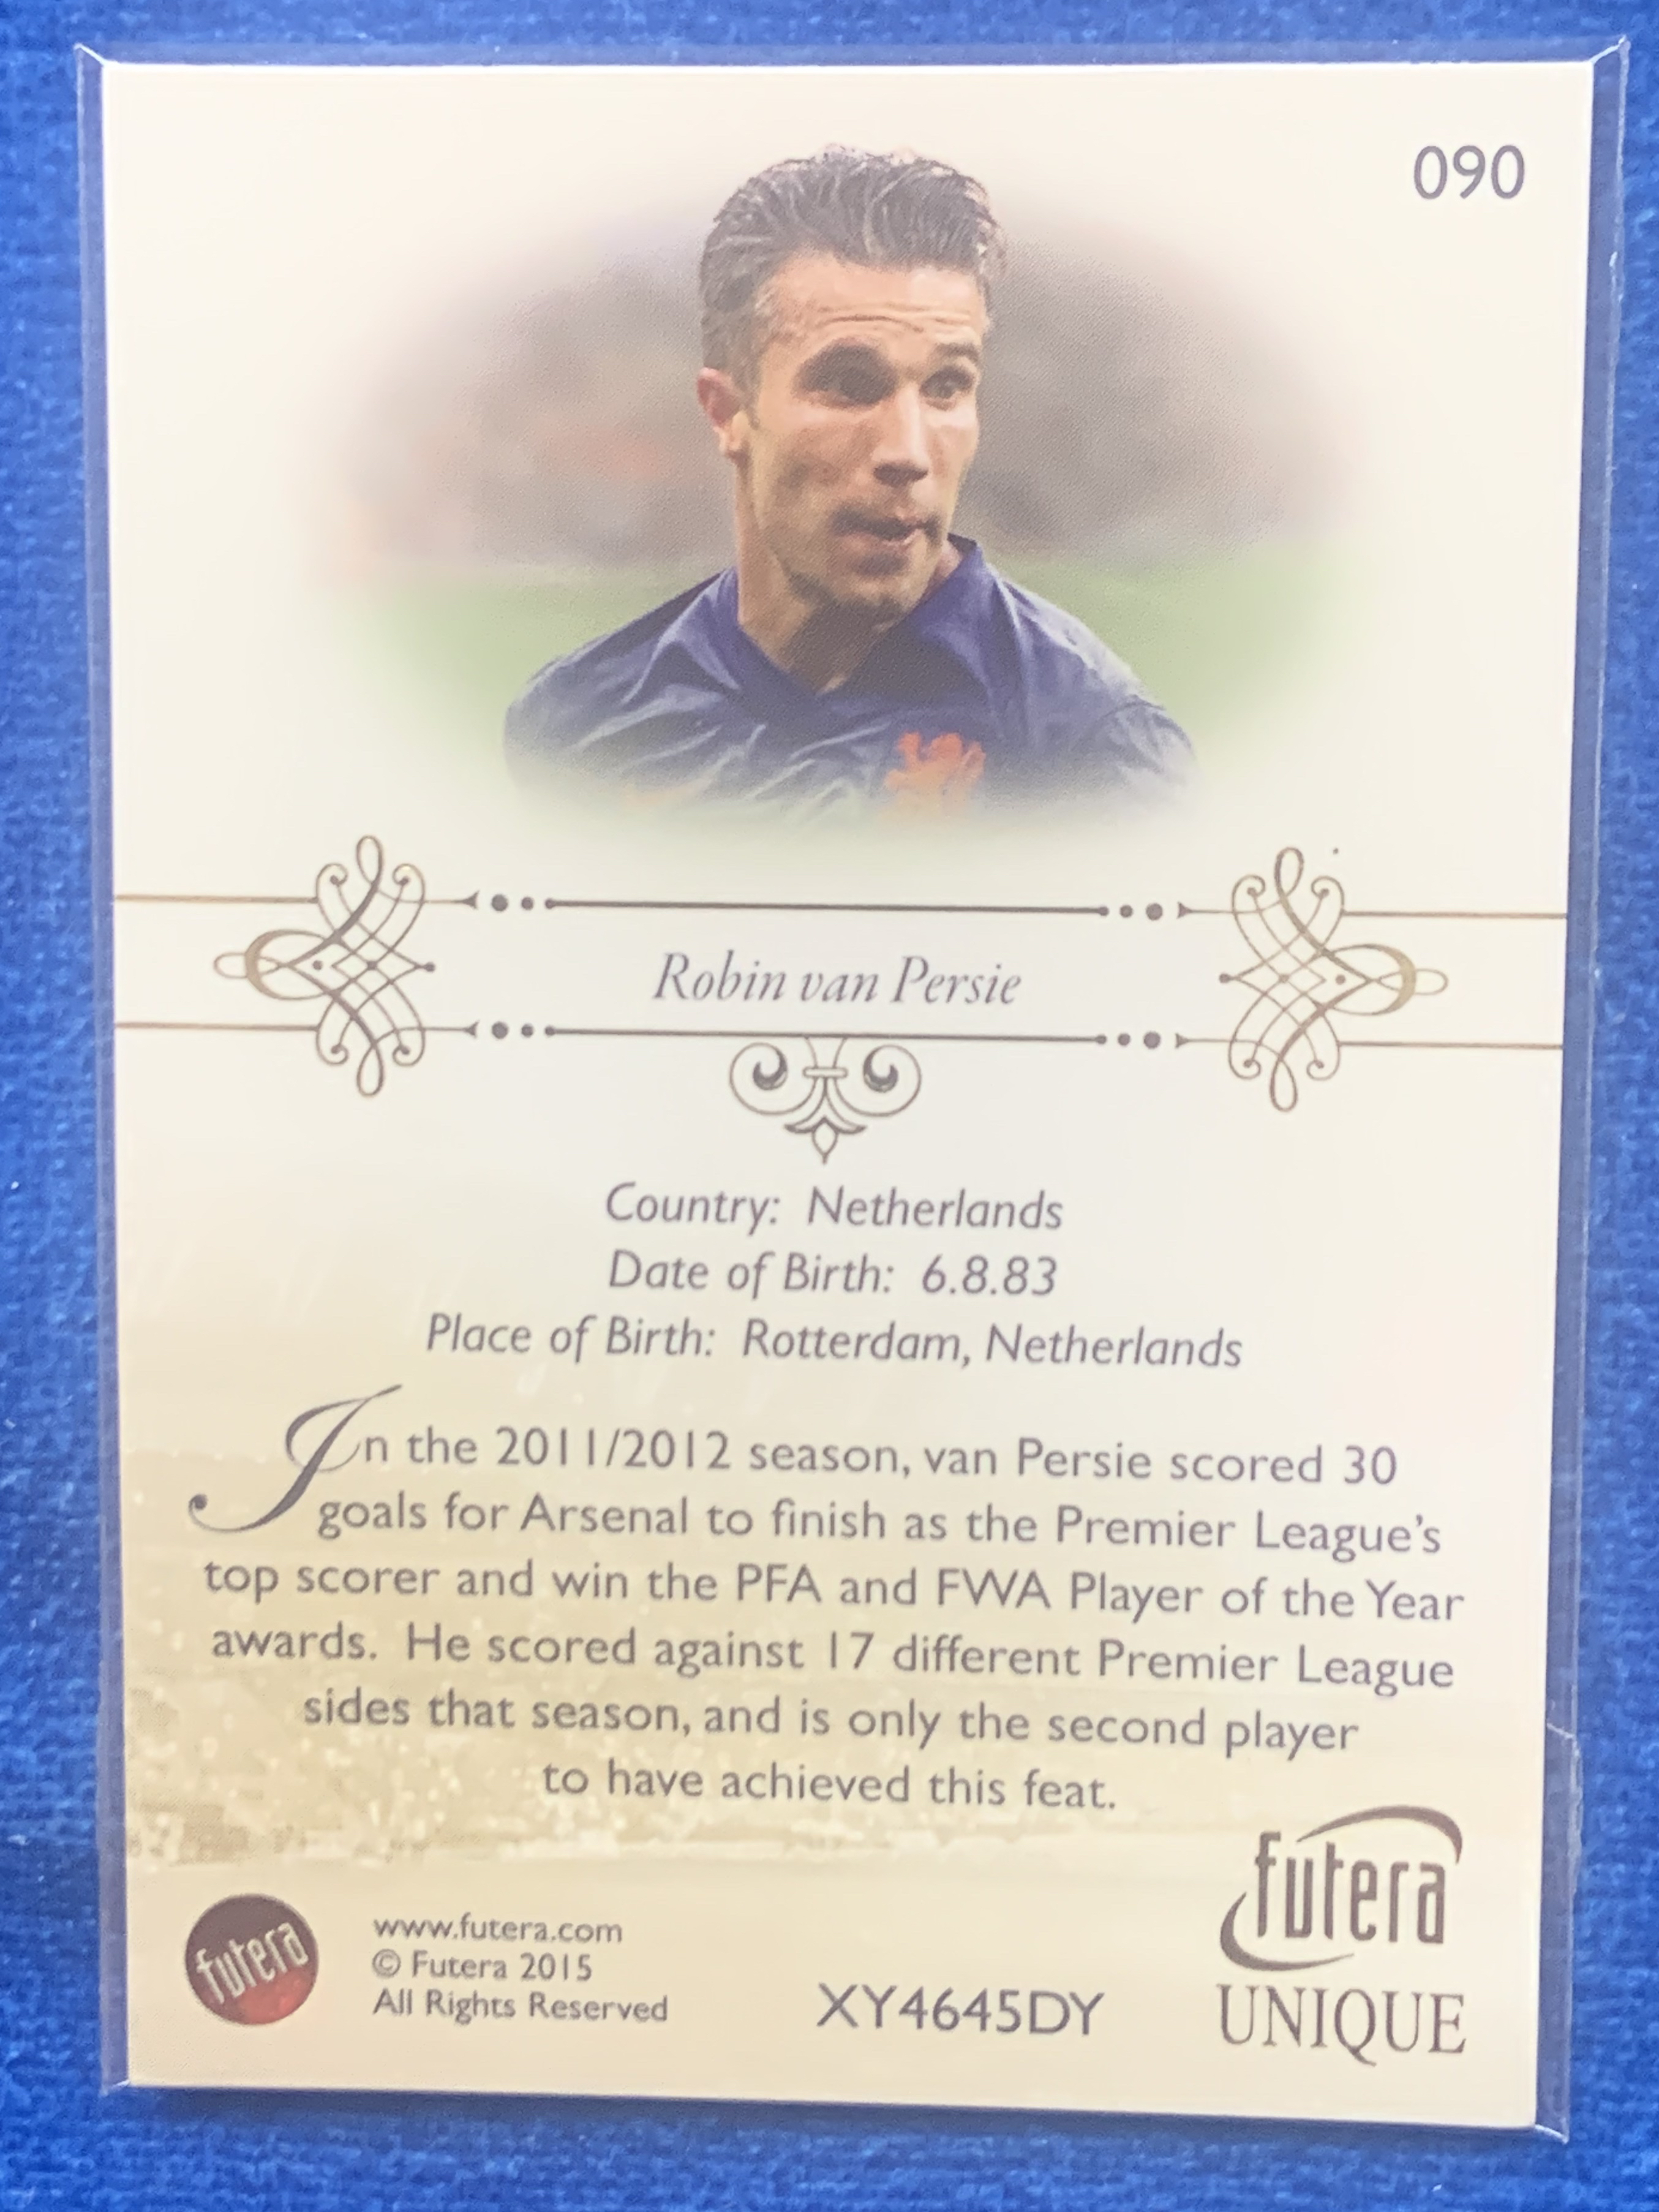 090
Robin van Persie
Country: Netherlands
Date of Birth: 6.8.83
Place of Birth: Rotterdam, Netherlands
In the 2011/2012 season, van Persie scored 30
goals for Arsenal to finish as the Premier League's
top scorer and win the PFA and FWA Player of the Year
awards. He scored against 17 different Premier League
sides that season, and is only the second player
to have achieved this feat.
futera
www.futera.com
© Futera 2015
All Rights Reserved
XY4645DY
futera
UNIQUE